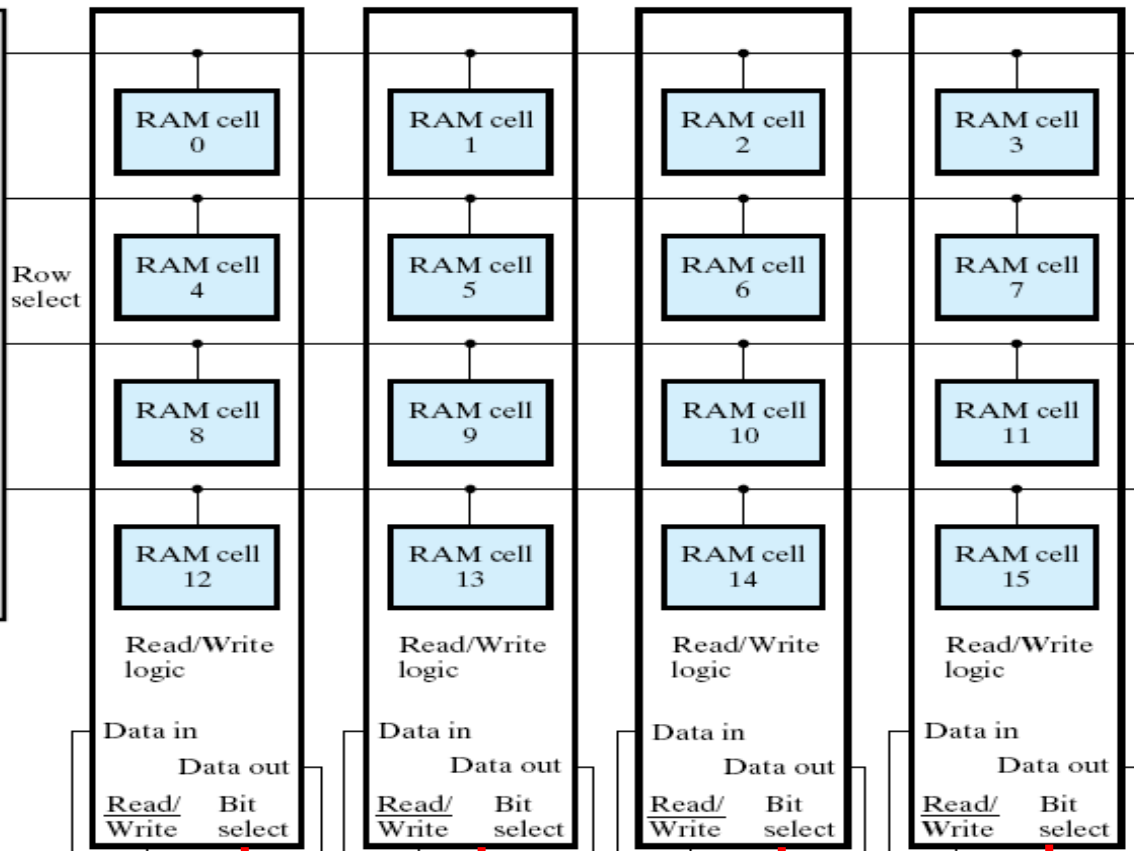 RAM cell
0
RAM cell
1
RAM cell
2
RAM cell
3
Row
select
RAM cell
4
RAM cell
5
RAM cell
6
RAM cell
7
RAM cell
8
RAM cell
9
RAM cell
10
RAM cell
11
RAM cell
12
RAM cell
13
RAM cell
14
RAM cell
15
Read/Write
logic
Read/Write
logic
Read/Write
logic
Read/Write
logic
Data in
Data in
Data in
Data in
Data out
Data out
Data out
Data out
Read/
Write
Bit
select
Read/
Write
Bit
select
Read/
Write
Bit
select
Read/
Write
Bit
select